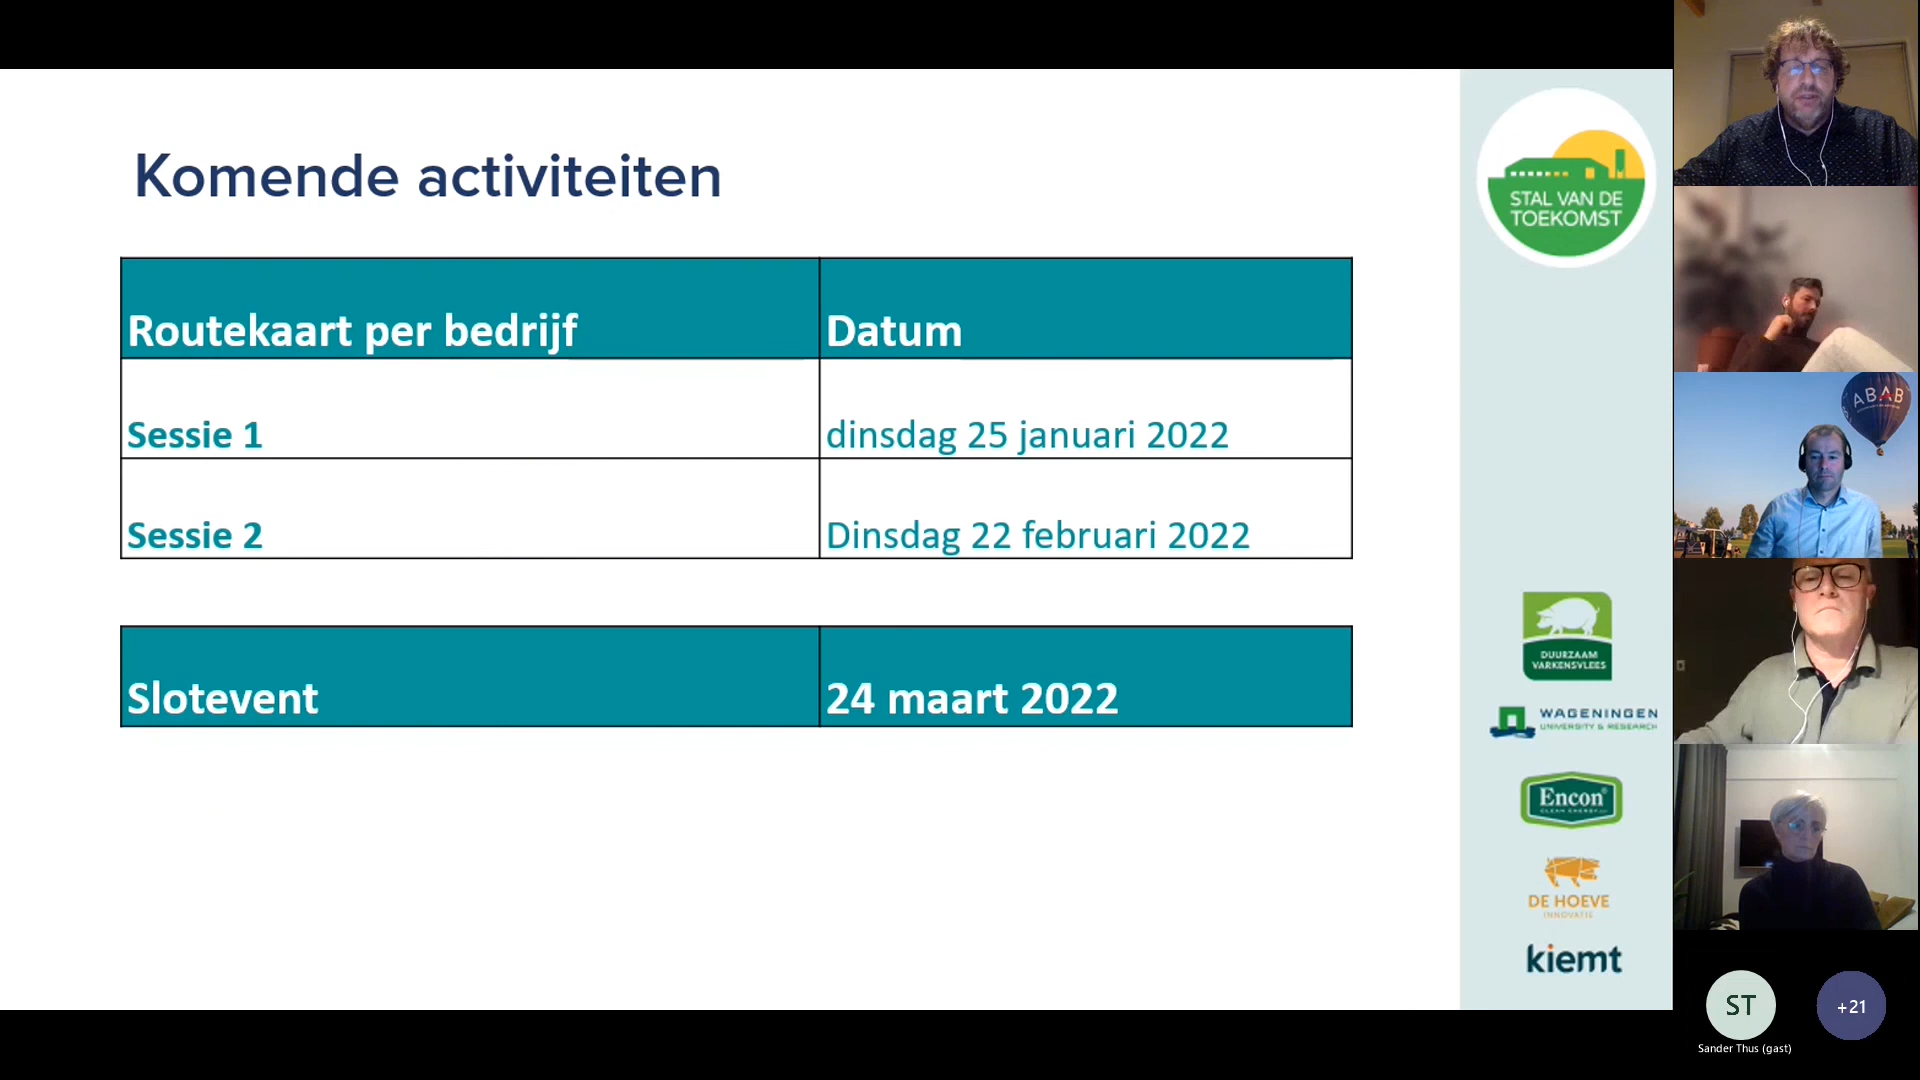 Komende activiteiten
Routekaart per bedrijf Datum
Sessie 1 dinsdag 25 januari 2022
Sessie 2 Dinsdag 22 februari 2022
Slotevent 24 maart 2022
STAL VAN DE
TOEKOMST
DUURZAAM
VARKENSVLEES
WAGENINGEN
UNIVERSITY & RESEARCH
Encon®
CLEAN ENERGY
DE HOEVE
INNOVATIE
kiemt
ABAB
ST
+21
Sander Thus (gast)